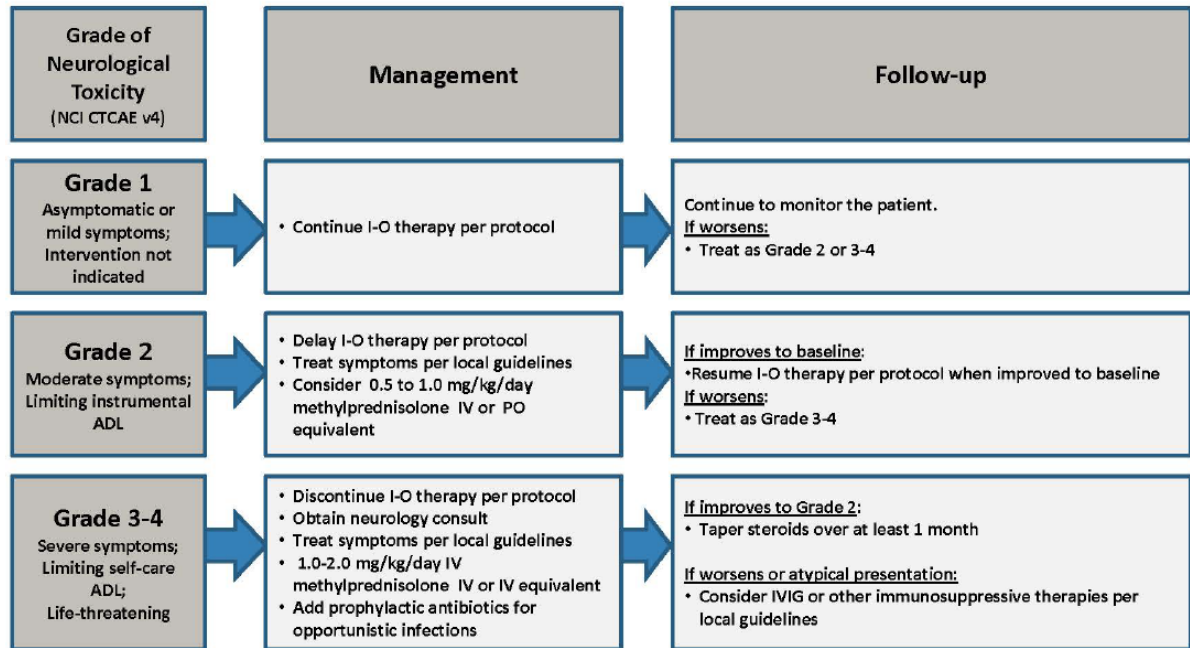 Grade of
Neurological
Toxicity
(NCI CTCAE v4)
Management
Follow-up
Grade 1
Asymptomatic or
mild symptoms;
Intervention not
indicated
• Continue I-O therapy per protocol
Continue to monitor the patient.
If worsens:
• Treat as Grade 2 or 3-4
Grade 2
Moderate symptoms;
Limiting instrumental
ADL
• Delay I-O therapy per protocol
• Treat symptoms per local guidelines
• Consider 0.5 to 1.0 mg/kg/day
methylprednisolone IV or PO
equivalent
If improves to baseline:
•Resume I-O therapy per protocol when improved to baseline
If worsens:
• Treat as Grade 3-4
Grade 3-4
Severe symptoms;
Limiting self-care
ADL;
Life-threatening
• Discontinue I-O therapy per protocol
• Obtain neurology consult
• Treat symptoms per local guidelines
• 1.0-2.0 mg/kg/day IV
methylprednisolone IV or IV equivalent
• Add prophylactic antibiotics for
opportunistic infections
If improves to Grade 2:
• Taper steroids over at least 1 month
If worsens or atypical presentation:
• Consider IVIG or other immunosuppressive therapies per
local guidelines